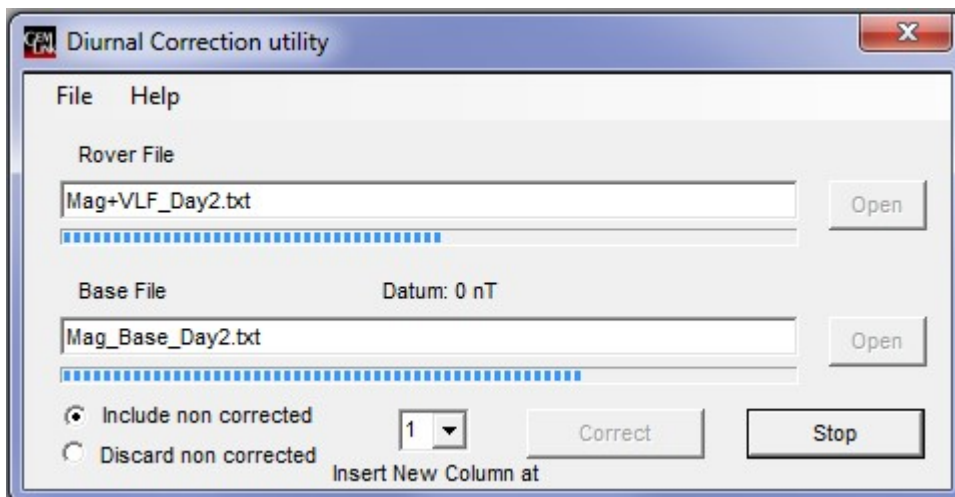 Diurnal Correction utility
File Help
Rover File
Mag+VLF_Day2.txt
Open
Base File Datum: 0 nT
Mag_Base_Day2.txt
Open
Include non corrected
Discard non corrected
1
Insert New Column at
Correct
Stop